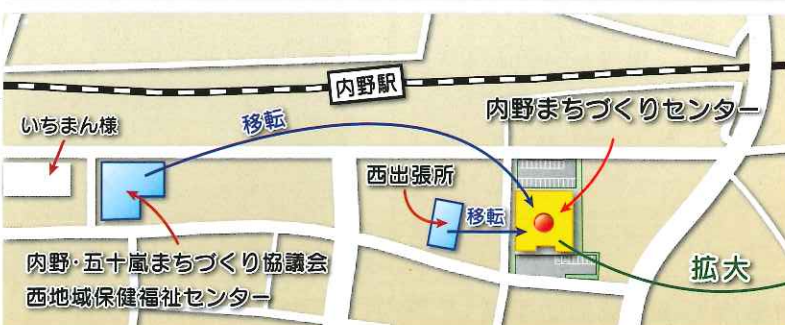 内野駅
いちまん様
移転
内野まちづくりセンター
西出張所
移転
内野・五十嵐まちづくり協議会
西地域保健福祉センター
拡大